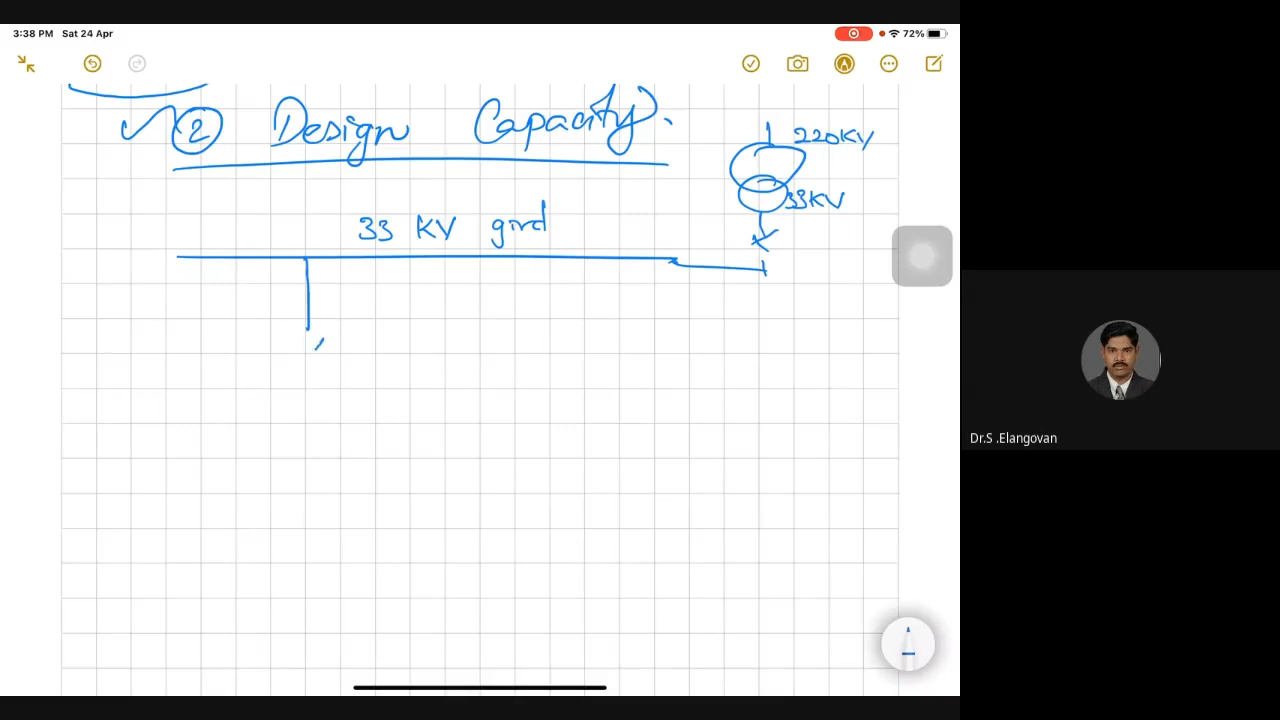 3:38 PM Sat 24 Apr
72%
② Design Capacity.
220KV
33KV
33 KV grid
Dr.S .Elangovan